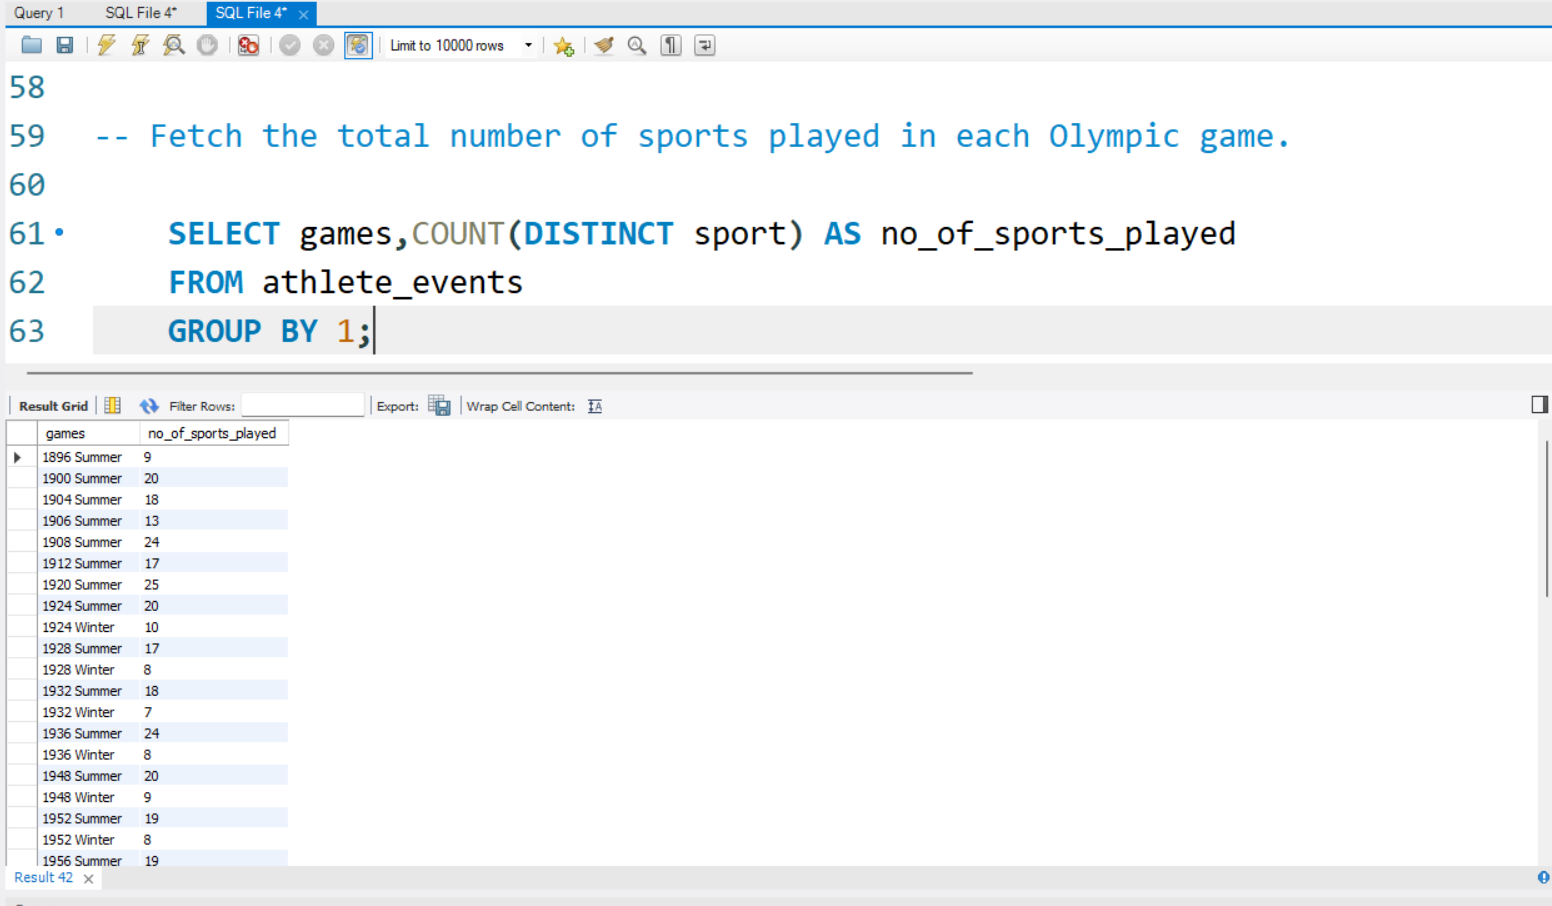 Query 1 SQL File 4* SQL File 4* ×
Limit to 10000 rows
58
59 -- Fetch the total number of sports played in each Olympic game.
60
61 SELECT games,COUNT(DISTINCT sport) AS no_of_sports_played
62 FROM athlete_events
63 GROUP BY 1;
Result Grid Filter Rows: Export: Wrap Cell Content: IA
games no_of_sports_played
1896 Summer 9
1900 Summer 20
1904 Summer 18
1906 Summer 13
1908 Summer 24
1912 Summer 17
1920 Summer 25
1924 Summer 20
1924 Winter 10
1928 Summer 17
1928 Winter 8
1932 Summer 18
1932 Winter 7
1936 Summer 24
1936 Winter 8
1948 Summer 20
1948 Winter 9
1952 Summer 19
1952 Winter 8
1956 Summer 19
Result 42 ×